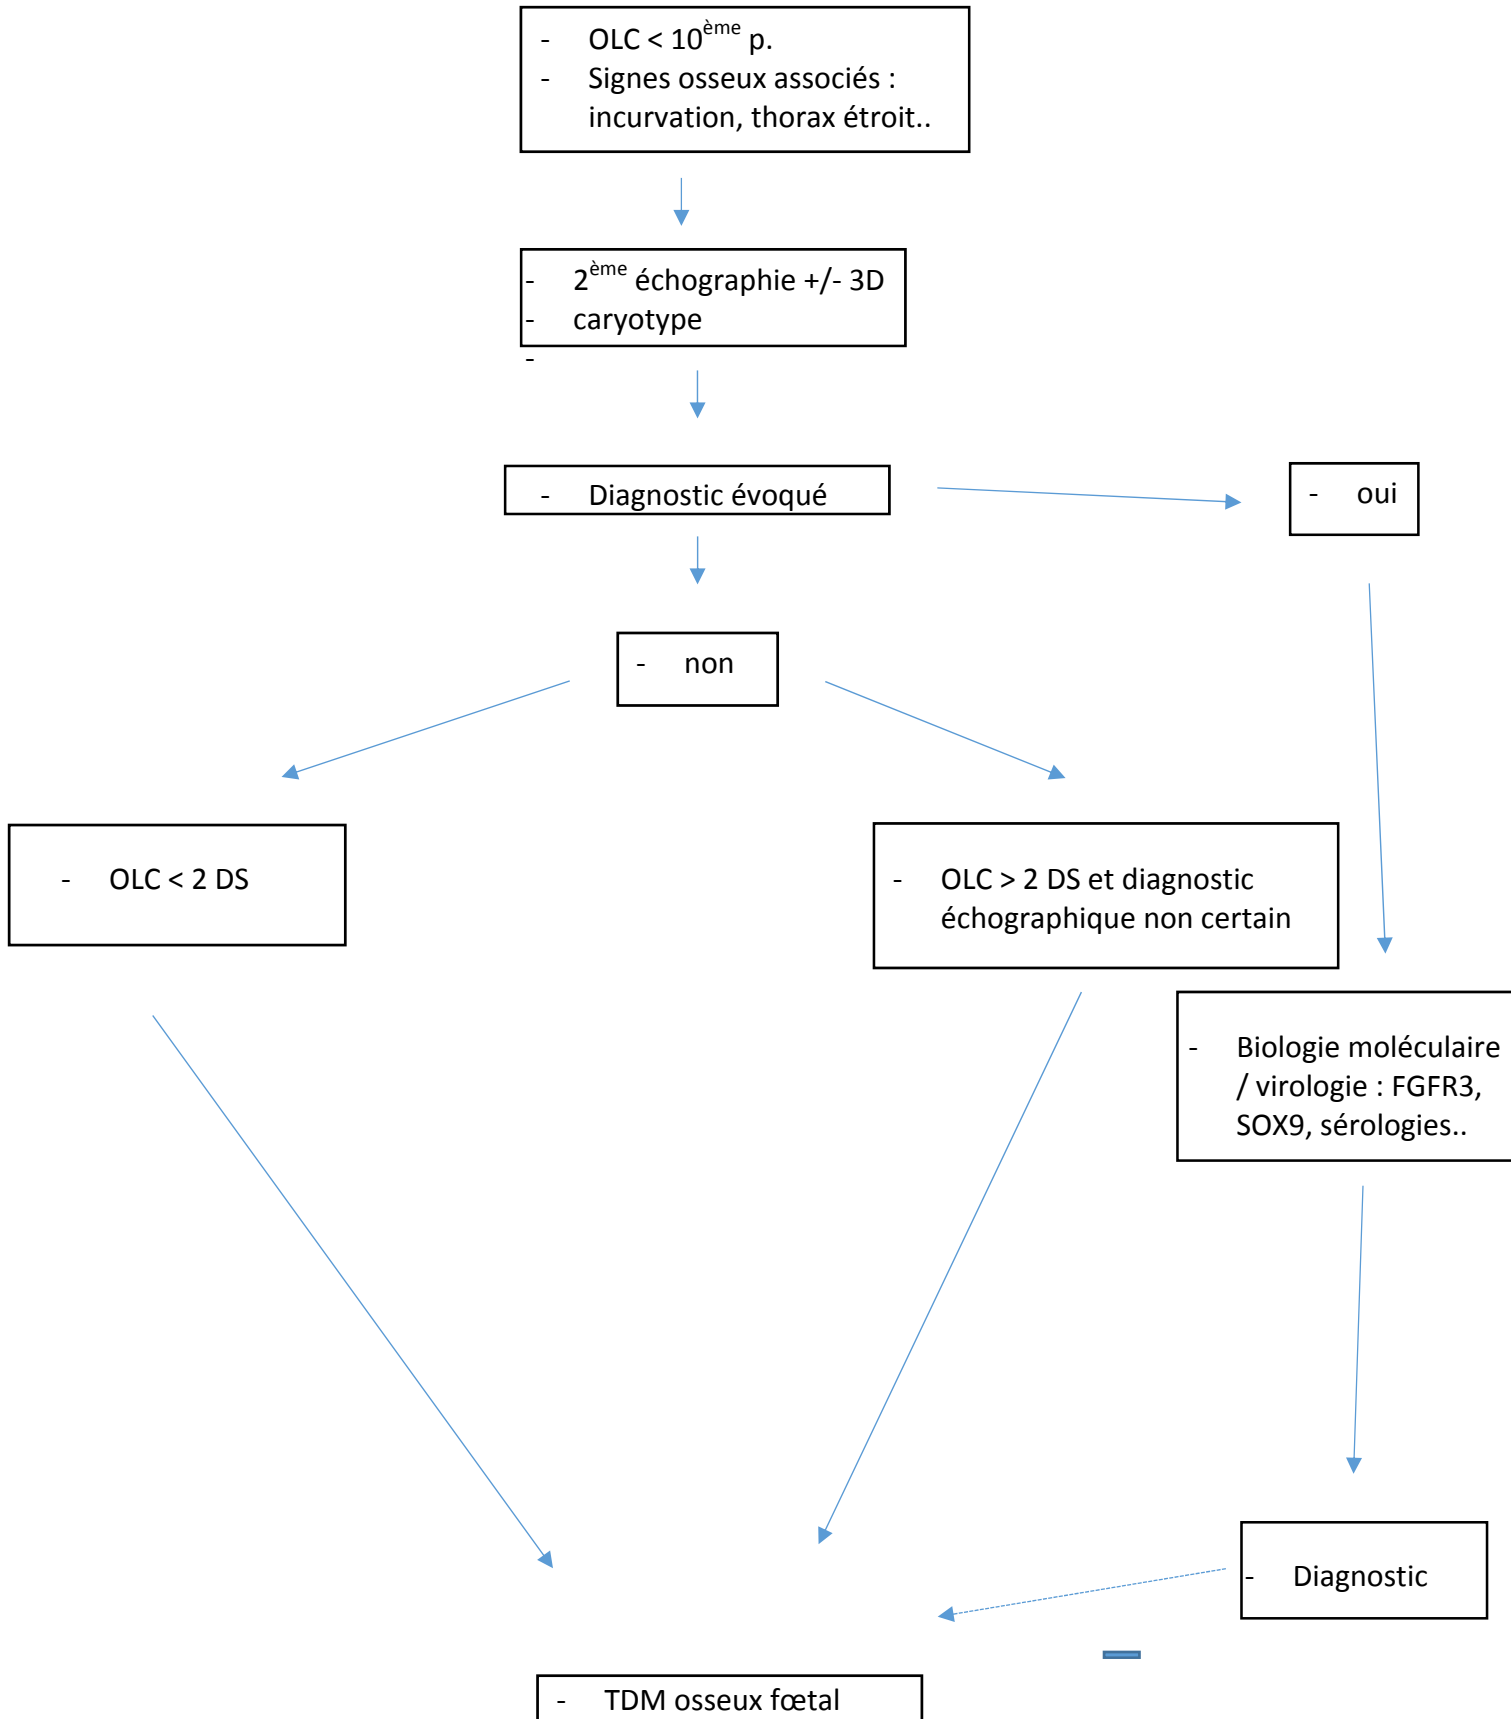 - OLC < 10ème p.
- Signes osseux associés :
incurvation, thorax étroit..
- 2ème échographie +/- 3D
- caryotype
-
- Diagnostic évoqué
- oui
- non
- OLC < 2 DS
- OLC > 2 DS et diagnostic
échographique non certain
- Biologie moléculaire
/ virologie : FGFR3,
SOX9, sérologies..
- Diagnostic
- TDM osseux fœtal